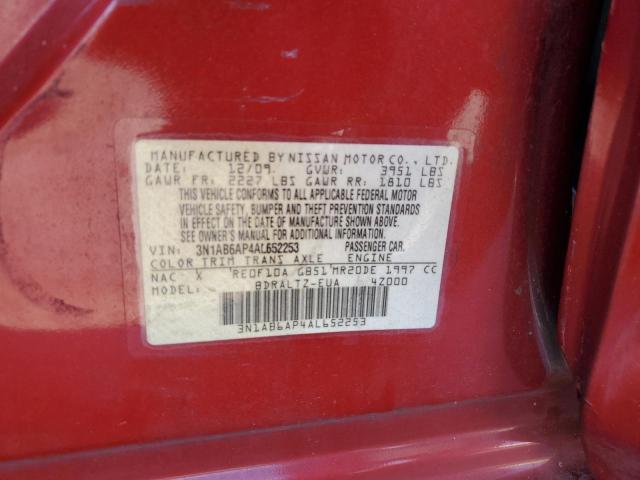 MANUFACTURED BY NISSAN MOTOR CO., LTD.
DATE: 12/09 GVWR: 3951 LBS
GAWR FR: 2227 LBS GAWR RR: 1810 LBS
THIS VEHICLE CONFORMS TO ALL APPLICABLE FEDERAL MOTOR
VEHICLE SAFETY, BUMPER AND THEFT PREVENTION STANDARDS
IN EFFECT ON THE DATE OF MANUFACTURE SHOWN ABOVE.
SEE OWNER'S MANUAL FOR ADDITIONAL INFORMATION.
VIN: 3N1AB6AP4AL652253 PASSENGER CAR.
COLOR TRIM TRANS AXLE ENGINE
NAC X RE0F10A GB51 MR20DE 1997 CC
MODEL: BDRALTZ-EUA 4Z000
3N1AB6AP4AL652253